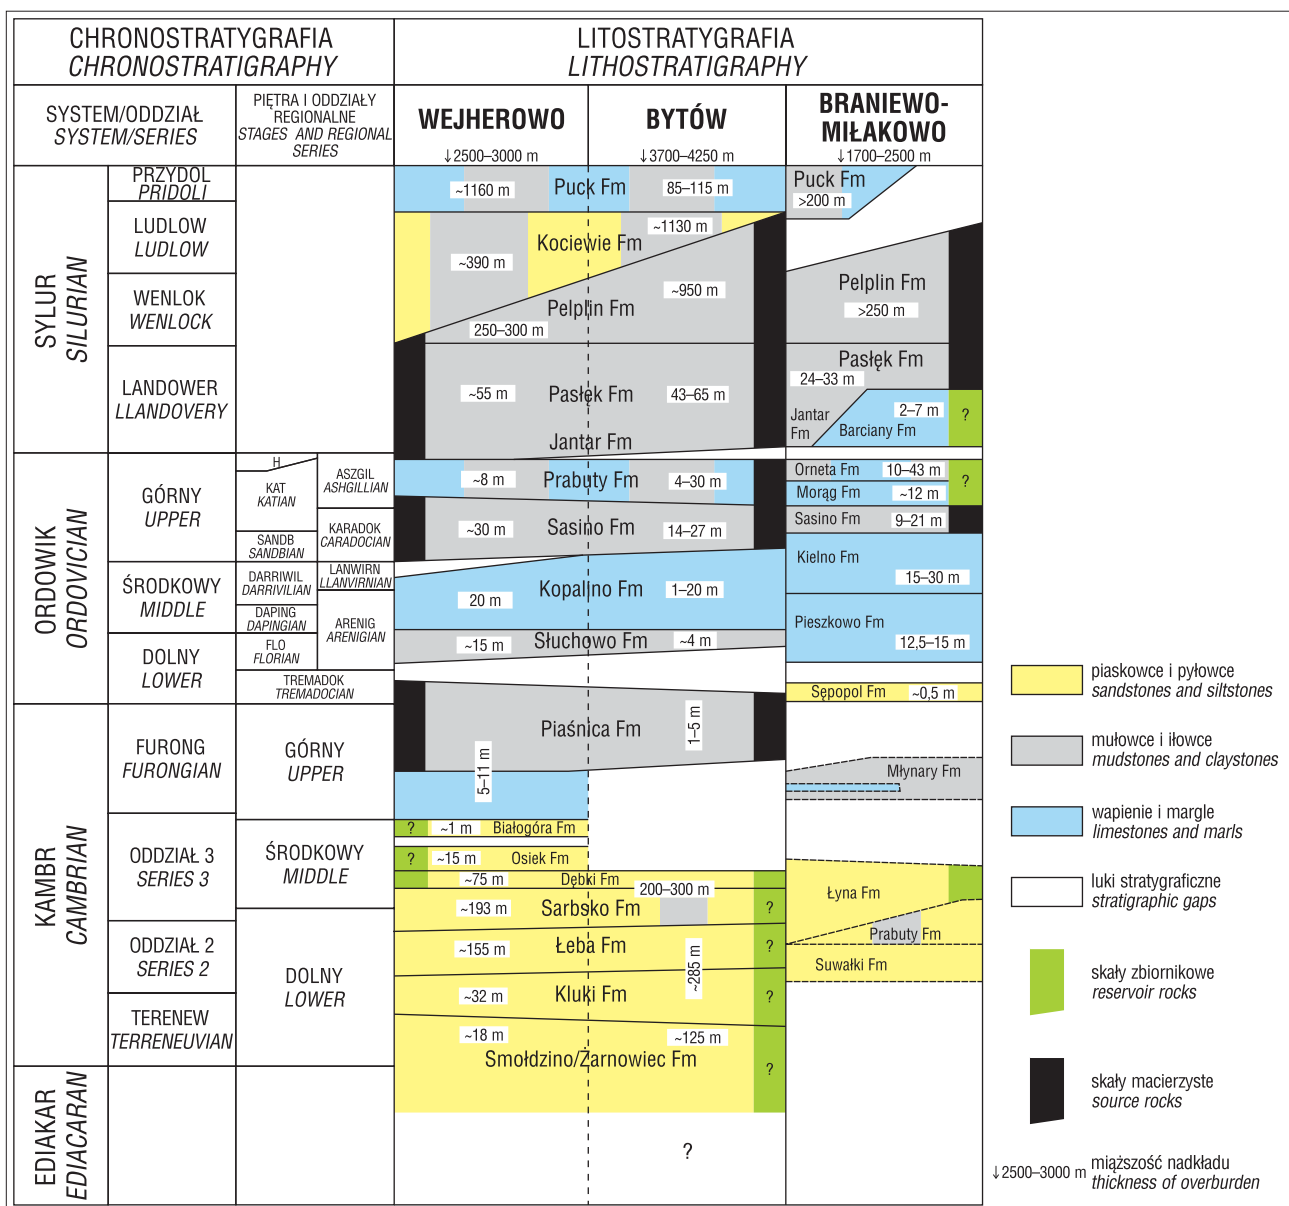 CHRONOSTRATYGRAFIA
CHRONOSTRATIGRAPHY
LITOSTRATYGRAFIA
LITHOSTRATIGRAPHY
SYSTEM/ODDZIAŁ
SYSTEM/SERIES
PIĘTRA I ODDZIAŁY
REGIONALNE
STAGES AND REGIONAL
SERIES
WEJHEROWO
↓2500–3000 m
BYTÓW
↓3700–4250 m
BRANIEWO-
MIŁAKOWO
↓1700–2500 m
SYLUR
SILURIAN
PRZYDOL
PRIDOLI
LUDLOW
LUDLOW
WENLOK
WENLOCK
LANDOWER
LLANDOVERY
ORDOWIK
ORDOVICIAN
GÓRNY
UPPER
ŚRODKOWY
MIDDLE
DOLNY
LOWER
H
KAT
KATIAN
SANDB
SANDBIAN
DARRIWIL
DARRIVILIAN
DAPING
DAPINGIAN
FLO
FLORIAN
ASZGIL
ASHGILLIAN
KARADOK
CARADOCIAN
LANWIRN
LLANVIRNIAN
ARENIG
ARENIGIAN
TREMADOK
TREMADOCIAN
KAMBR
CAMBRIAN
FURONG
FURONGIAN
ODDZIAŁ 3
SERIES 3
ODDZIAŁ 2
SERIES 2
TERENEW
TERRENEUVIAN
GÓRNY
UPPER
ŚRODKOWY
MIDDLE
DOLNY
LOWER
EDIAKAR
EDIACARAN
~1160 m
Puck Fm
85–115 m
~1130 m
Kociewie Fm
~390 m
~950 m
Pelplin Fm
250–300 m
~55 m
Pasłęk Fm
43–65 m
Jantar Fm
~8 m
Prabuty Fm
4–30 m
~30 m
Sasino Fm
14–27 m
20 m
Kopalino Fm
1–20 m
~15 m
Słuchowo Fm
~4 m
Piaśnica Fm
1–5 m
5–11 m
?
~1 m
Białogóra Fm
?
~15 m
Osiek Fm
~75 m
Dębki Fm
200–300 m
~193 m
Sarbsko Fm
?
~155 m
Łeba Fm
?
~285 m
~32 m
Kluki Fm
?
~18 m
~125 m
Smołdzino/Żarnowiec Fm
?
?
Puck Fm
>200 m
Pelplin Fm
>250 m
Pasłęk Fm
24–33 m
Jantar
Fm
2–7 m
Barciany Fm
?
Orneta Fm
10–43 m
Morąg Fm
~12 m
?
Sasino Fm
9–21 m
Kielno Fm
15–30 m
Pieszkowo Fm
12,5–15 m
Sępopol Fm
~0,5 m
Młynary Fm
Łyna Fm
Prabuty Fm
Suwałki Fm
piaskowce i pyłowce
sandstones and siltstones
mułowce i iłowce
mudstones and claystones
wapienie i margle
limestones and marls
luki stratygraficzne
stratigraphic gaps
skały zbiornikowe
reservoir rocks
skały macierzyste
source rocks
↓2500–3000 m
miąższość nadkładu
thickness of overburden